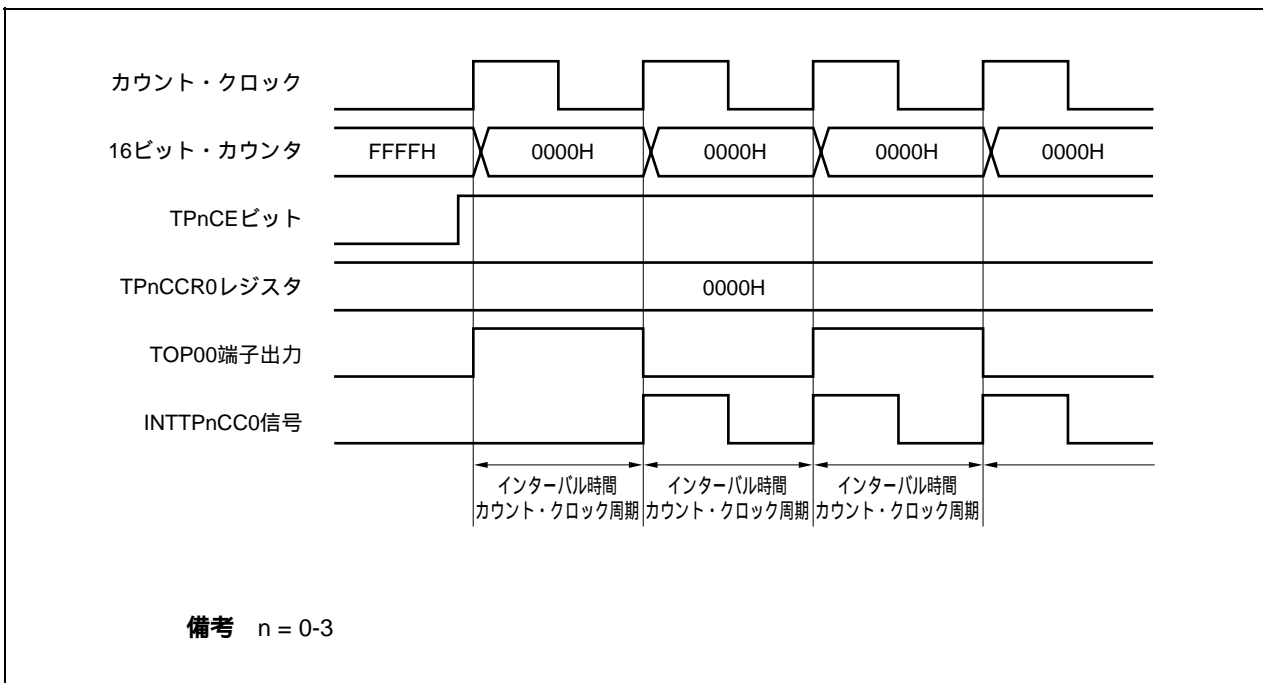 カウント・クロック
16ビット・カウンタ
FFFFH
0000H
0000H
0000H
0000H
TPnCEビット
TPnCCR0レジスタ
0000H
TOP00端子出力
INTTPnCC0信号
インターバル時間
カウント・クロック周期
インターバル時間
カウント・クロック周期
インターバル時間
カウント・クロック周期
備考 n = 0-3